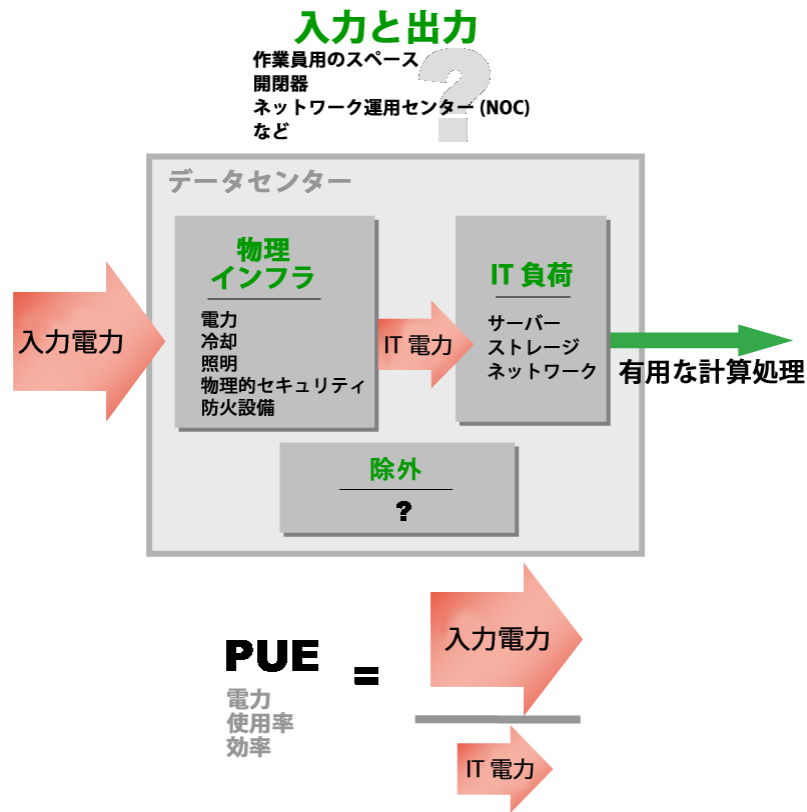 入力と出力
作業員用のスペース
開閉器
ネットワーク運用センター (NOC)
など
?
データセンター
物理
インフラ
電力
冷却
照明
物理的セキュリティ
防火設備
入力電力
IT 電力
IT 負荷
サーバー
ストレージ
ネットワーク
有用な計算処理
除外
?
PUE
電力
使用率
効率
=
入力電力
IT 電力